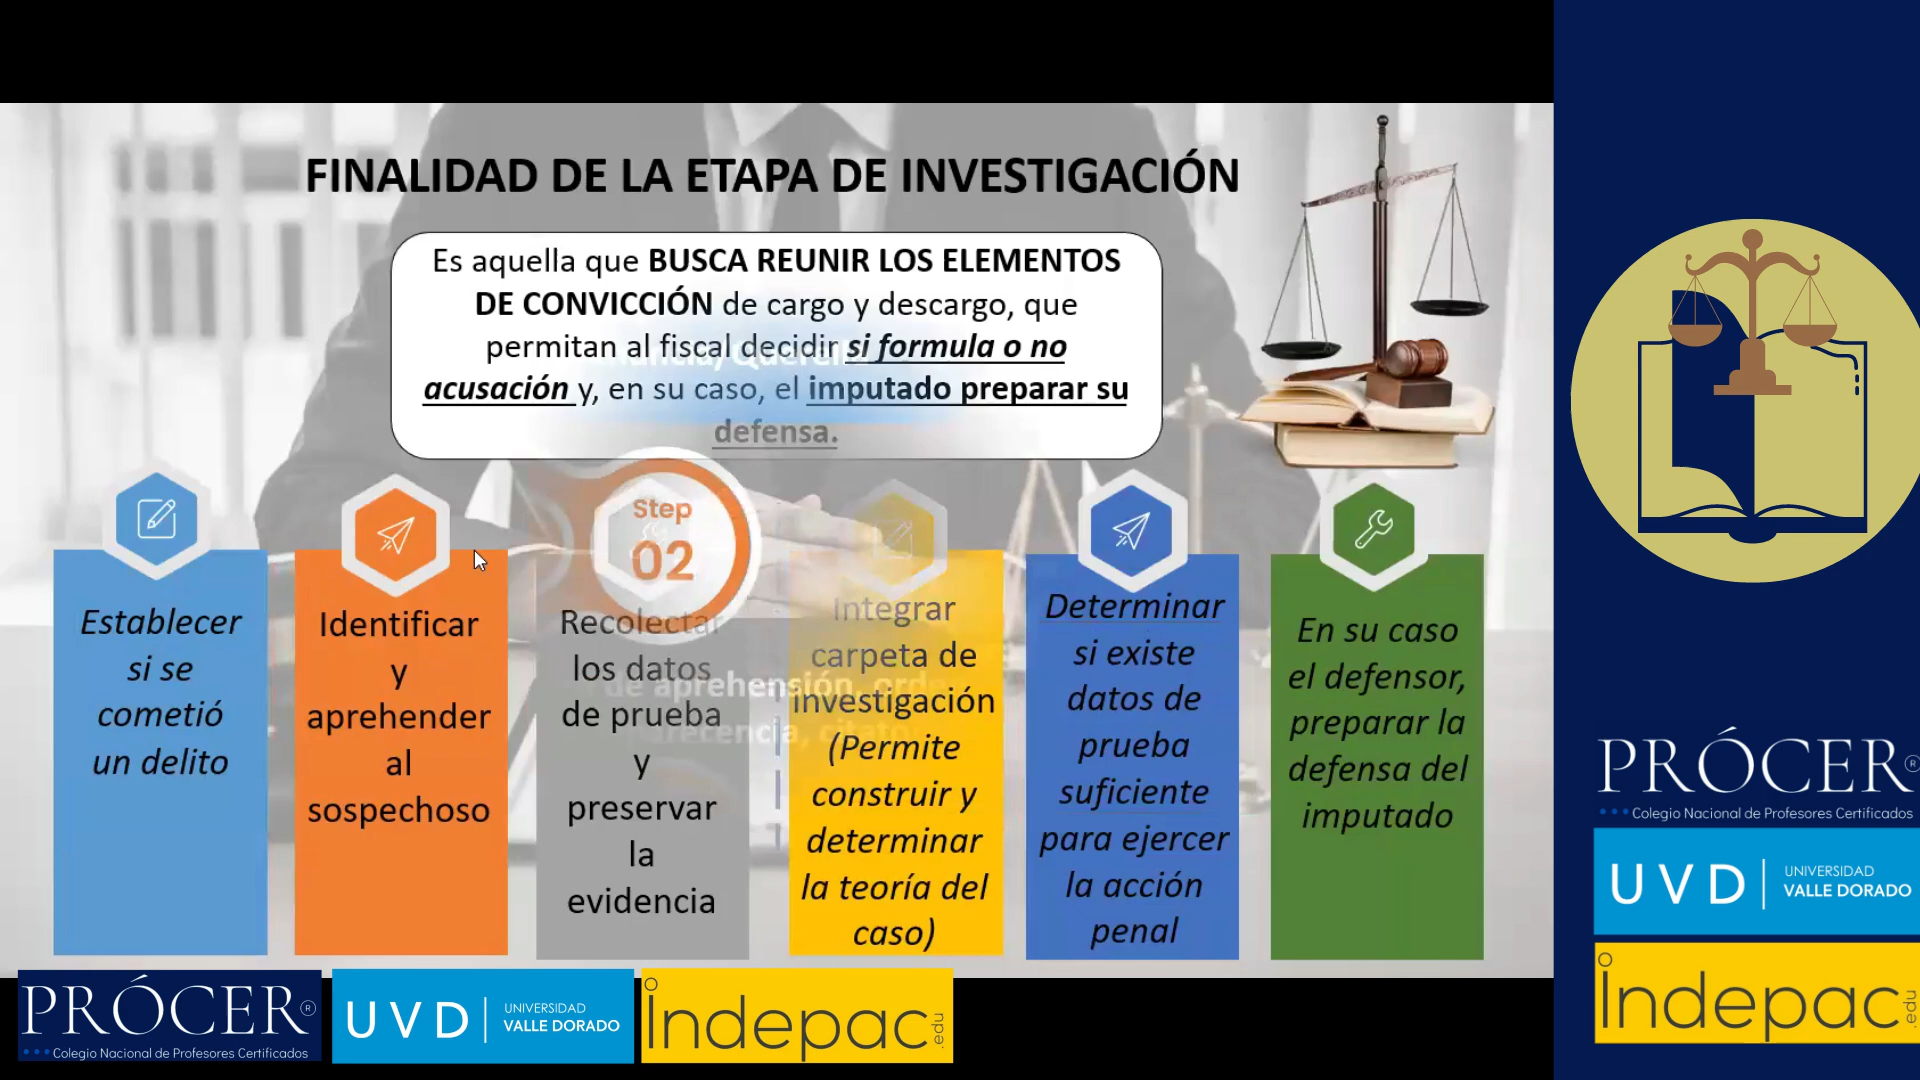 FINALIDAD DE LA ETAPA DE INVESTIGACIÓN
Es aquella que BUSCA REUNIR LOS ELEMENTOS
DE CONVICCIÓN de cargo y descargo, que
permitan al fiscal decidir si formula o no
acusación y, en su caso, el imputado preparar su
defensa.
Step
02
Establecer
si se
cometió
un delito
Identificar
y
aprehender
al
sospechoso
Recolectar
los datos
de prueba
y
preservar
la
evidencia
Integrar
carpeta de
investigación
(Permite
construir y
determinar
la teoría del
caso)
de aprehensión,
Determinar
si existe
datos de
prueba
suficiente
para ejercer
la acción
penal
En su caso
el defensor,
preparar la
defensa del
imputado
PRÓCER®
Colegio Nacional de Profesores Certificados
UVD | UNIVERSIDAD
VALLE DORADO
indepac.edu
PRÓCER®
Colegio Nacional de Profesores Certificados
UVD | UNIVERSIDAD
VALLE DORADO
indepac.edu